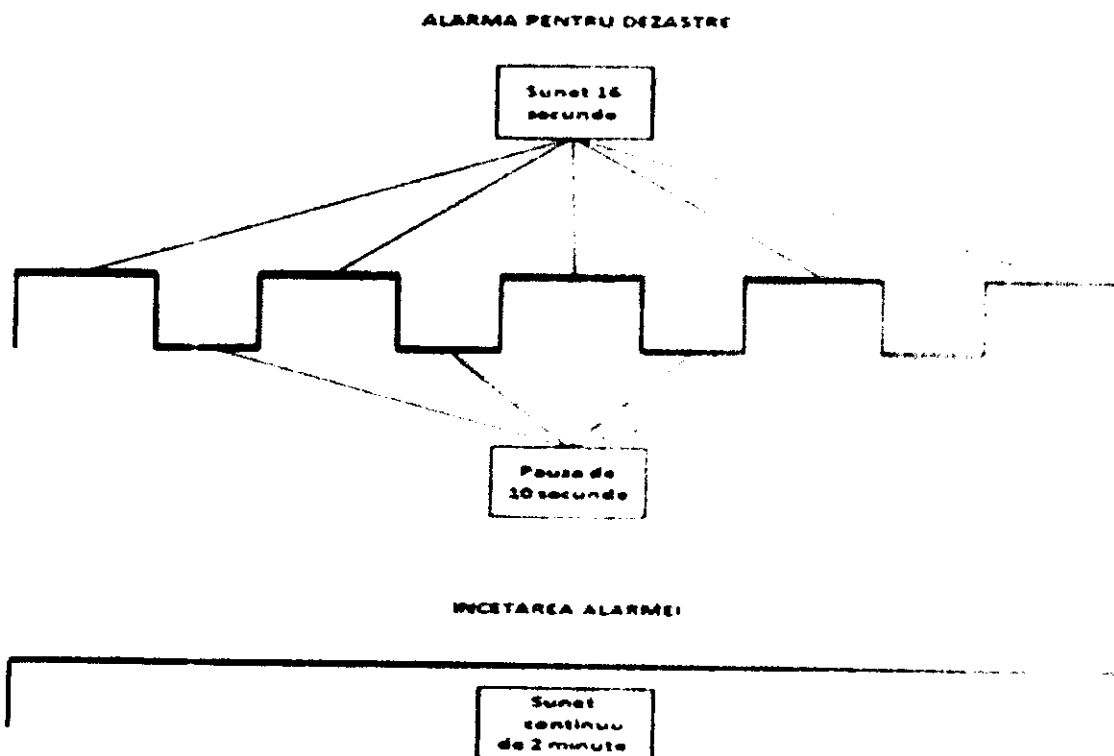 ALARMA PENTRU DEZASTRE
Sunet 16
secunde
Pauza de
10 secunde
INCETAREA ALARMEI
Sunet
continuu
de 2 minute